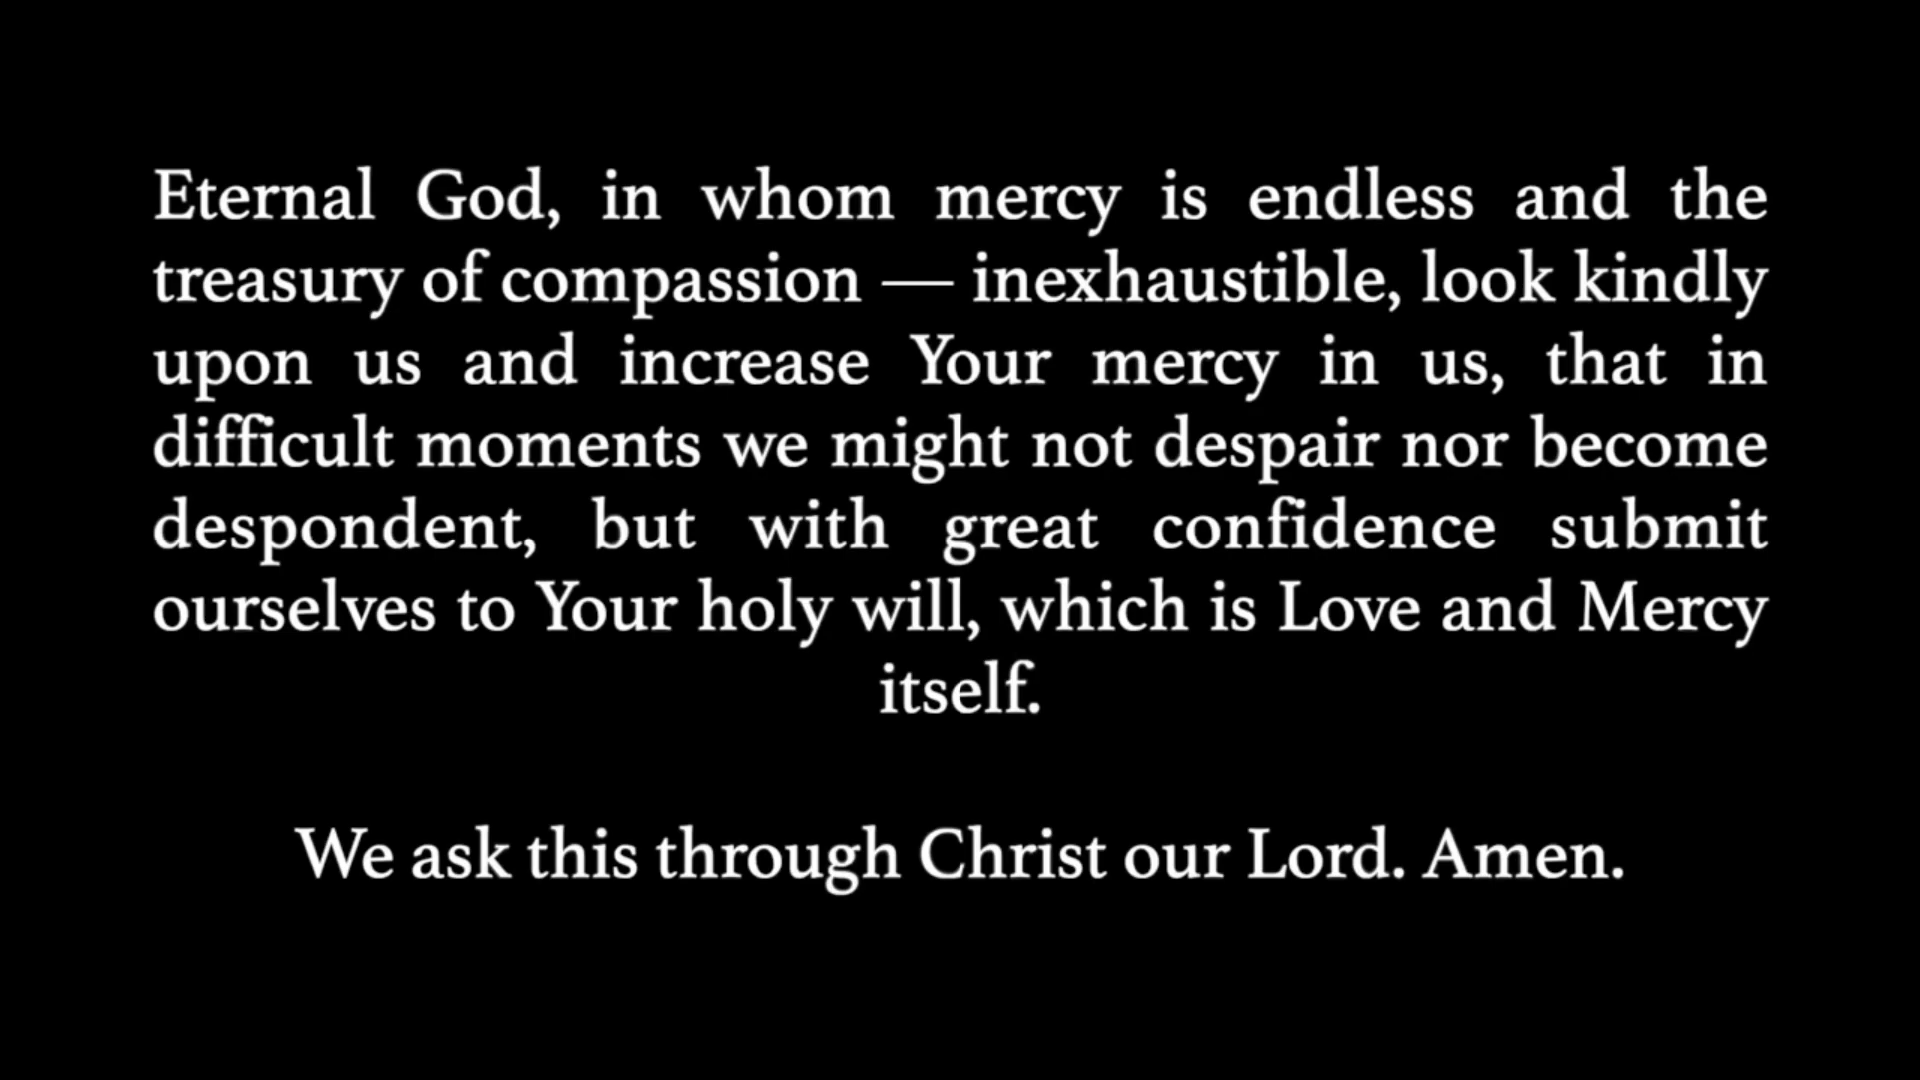 Eternal God, in whom mercy is endless and the
treasury of compassion — inexhaustible, look kindly
upon us and increase Your mercy in us, that in
difficult moments we might not despair nor become
despondent, but with great confidence submit
ourselves to Your holy will, which is Love and Mercy
itself.
We ask this through Christ our Lord. Amen.